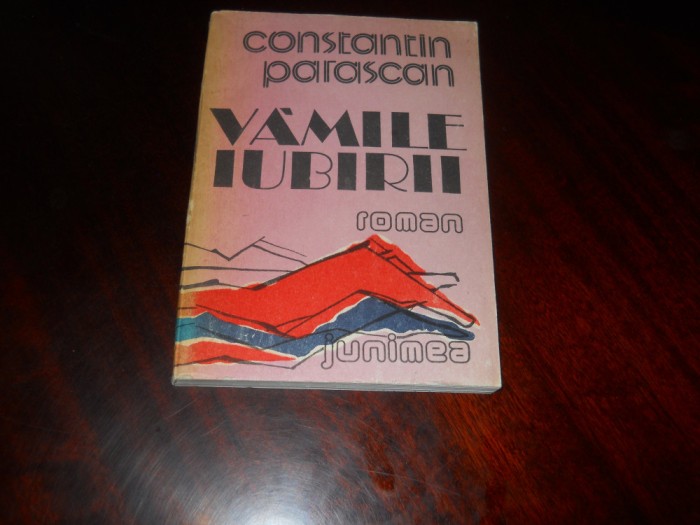 constantin
parascan
VĂMILE
IUBIRII
roman
junimea